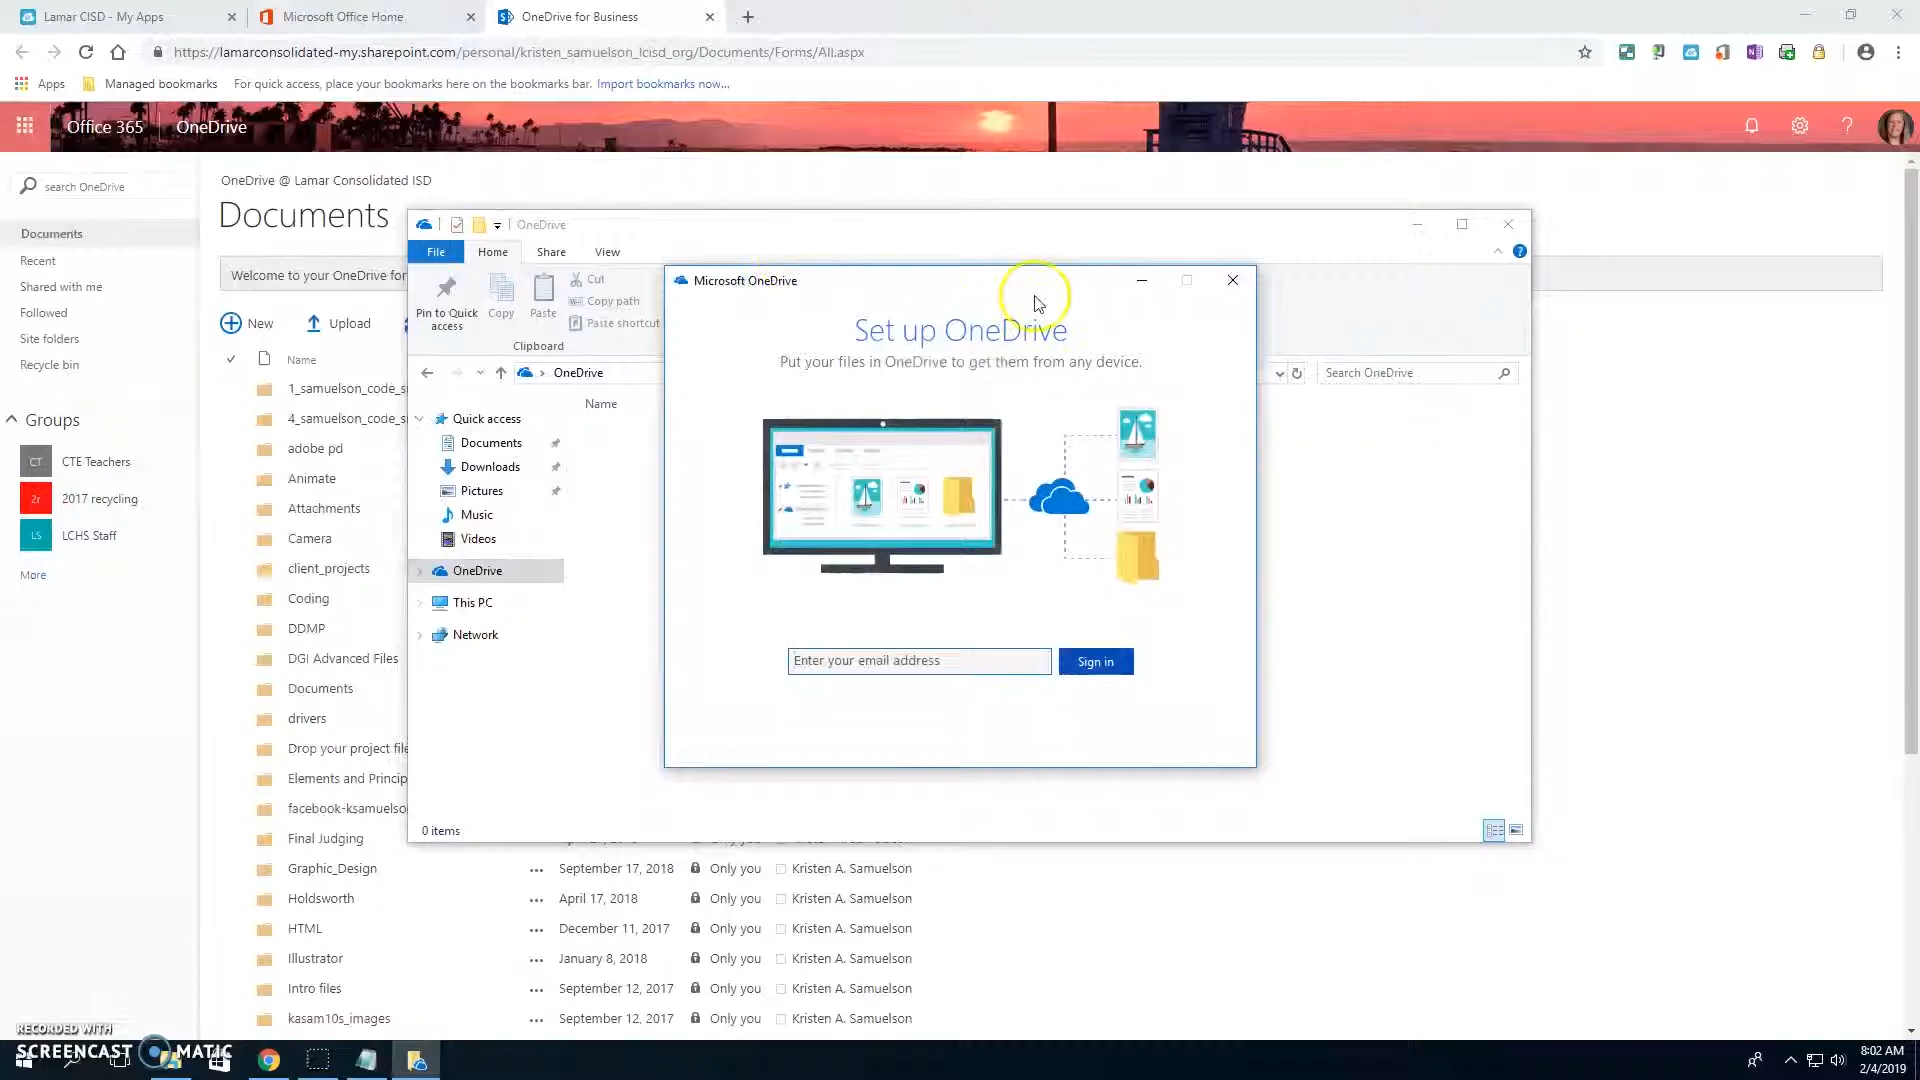 Lamar CISD - My Apps
Microsoft Office Home
OneDrive for Business
https://lamarconsolidated-my.sharepoint.com/personal/kristen_samuelson_lcisd_org/Documents/Forms/All.aspx
Apps
Managed bookmarks
For quick access, place your bookmarks here on the bookmarks bar. Import bookmarks now...
Office 365
OneDrive
search OneDrive
Documents
Recent
Shared with me
Followed
Site folders
Recycle bin
Groups
CT CTE Teachers
2r 2017 recycling
LS LCHS Staff
More
OneDrive @ Lamar Consolidated ISD
Documents
Welcome to your OneDrive for
New
Upload
Name
1_samuelson_code_s
4_samuelson_code_s
adobe pd
Animate
Attachments
Camera
client_projects
Coding
DDMP
DGI Advanced Files
Documents
drivers
Drop your project file
Elements and Princip
facebook-ksamuelso
Final Judging
Graphic_Design ... September 17, 2018 Only you Kristen A. Samuelson
Holdsworth ... April 17, 2018 Only you Kristen A. Samuelson
HTML ... December 11, 2017 Only you Kristen A. Samuelson
Illustrator ... January 8, 2018 Only you Kristen A. Samuelson
Intro files ... September 12, 2017 Only you Kristen A. Samuelson
kasam10s_images ... September 12, 2017 Only you Kristen A. Samuelson
OneDrive
File Home Share View
Pin to Quick access
Copy
Paste
Cut
Copy path
Paste shortcut
Clipboard
OneDrive
Search OneDrive
Name
Quick access
Documents
Downloads
Pictures
Music
Videos
OneDrive
This PC
Network
0 items
Microsoft OneDrive
Set up OneDrive
Put your files in OneDrive to get them from any device.
Enter your email address
Sign in
RECORDED WITH
SCREENCAST MATIC
8:02 AM
2/4/2019